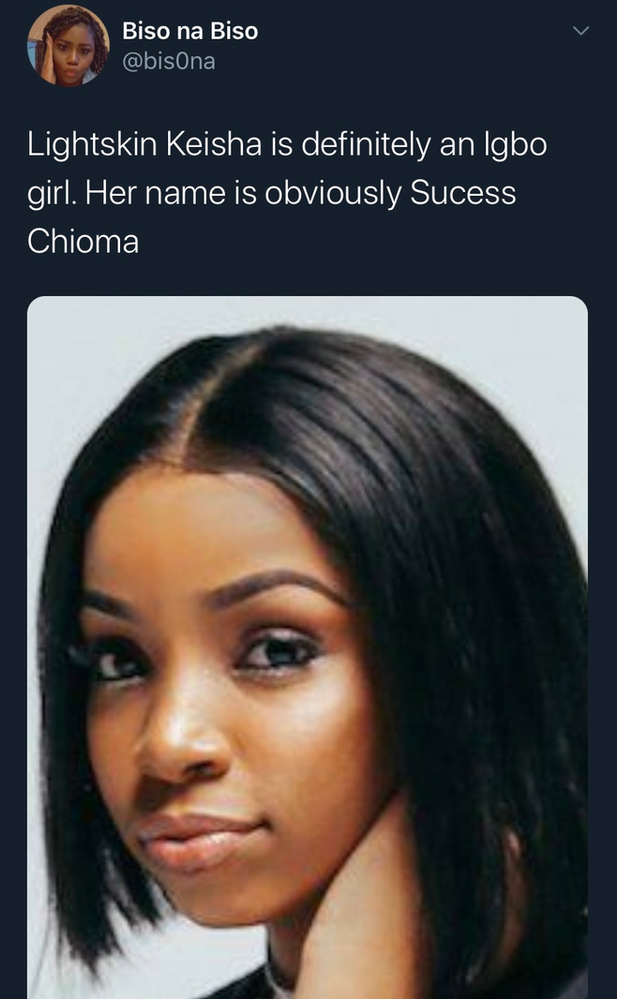 Biso na Biso
@bis0na
Lightskin Keisha is definitely an Igbo
girl. Her name is obviously Sucess
Chioma